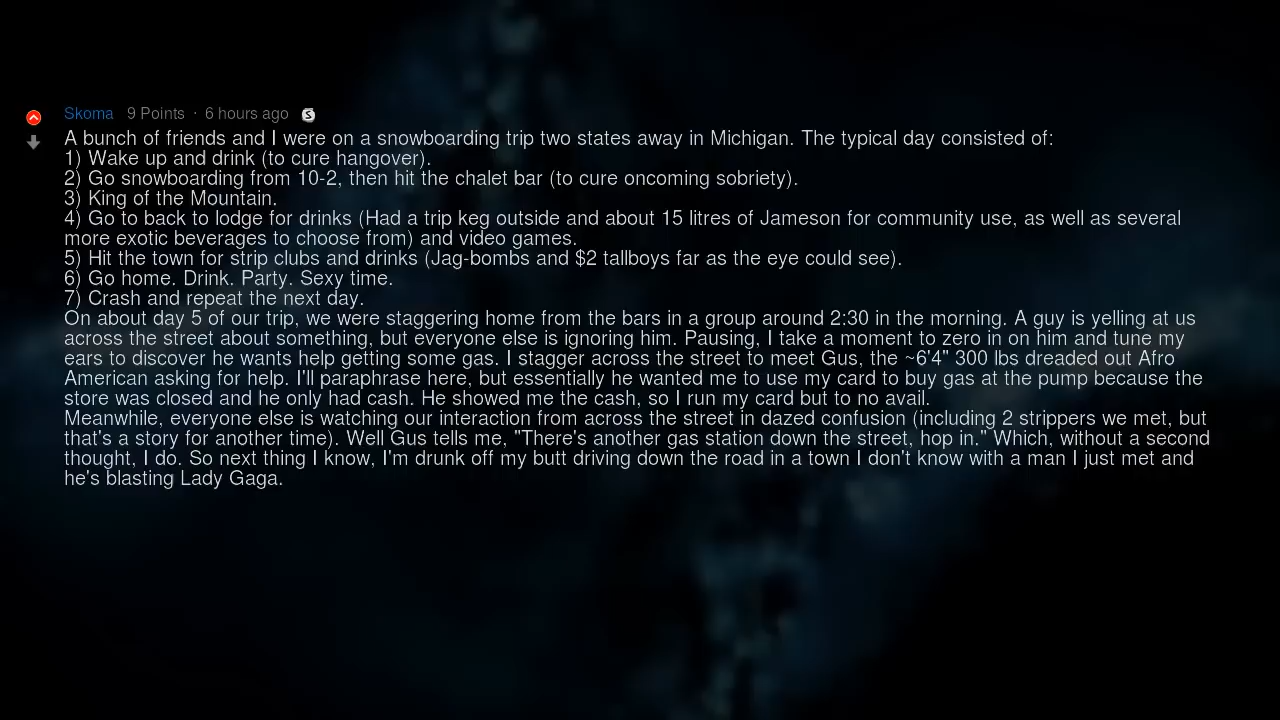 Skoma 9 Points · 6 hours ago S
A bunch of friends and I were on a snowboarding trip two states away in Michigan. The typical day consisted of:
1) Wake up and drink (to cure hangover).
2) Go snowboarding from 10-2, then hit the chalet bar (to cure oncoming sobriety).
3) King of the Mountain.
4) Go to back to lodge for drinks (Had a trip keg outside and about 15 litres of Jameson for community use, as well as several
more exotic beverages to choose from) and video games.
5) Hit the town for strip clubs and drinks (Jag-bombs and $2 tallboys far as the eye could see).
6) Go home. Drink. Party. Sexy time.
7) Crash and repeat the next day.
On about day 5 of our trip, we were staggering home from the bars in a group around 2:30 in the morning. A guy is yelling at us
across the street about something, but everyone else is ignoring him. Pausing, I take a moment to zero in on him and tune my
ears to discover he wants help getting some gas. I stagger across the street to meet Gus, the ~6'4" 300 lbs dreaded out Afro
American asking for help. I'll paraphrase here, but essentially he wanted me to use my card to buy gas at the pump because the
store was closed and he only had cash. He showed me the cash, so I run my card but to no avail.
Meanwhile, everyone else is watching our interaction from across the street in dazed confusion (including 2 strippers we met, but
that's a story for another time). Well Gus tells me, "There's another gas station down the street, hop in." Which, without a second
thought, I do. So next thing I know, I'm drunk off my butt driving down the road in a town I don't know with a man I just met and
he's blasting Lady Gaga.